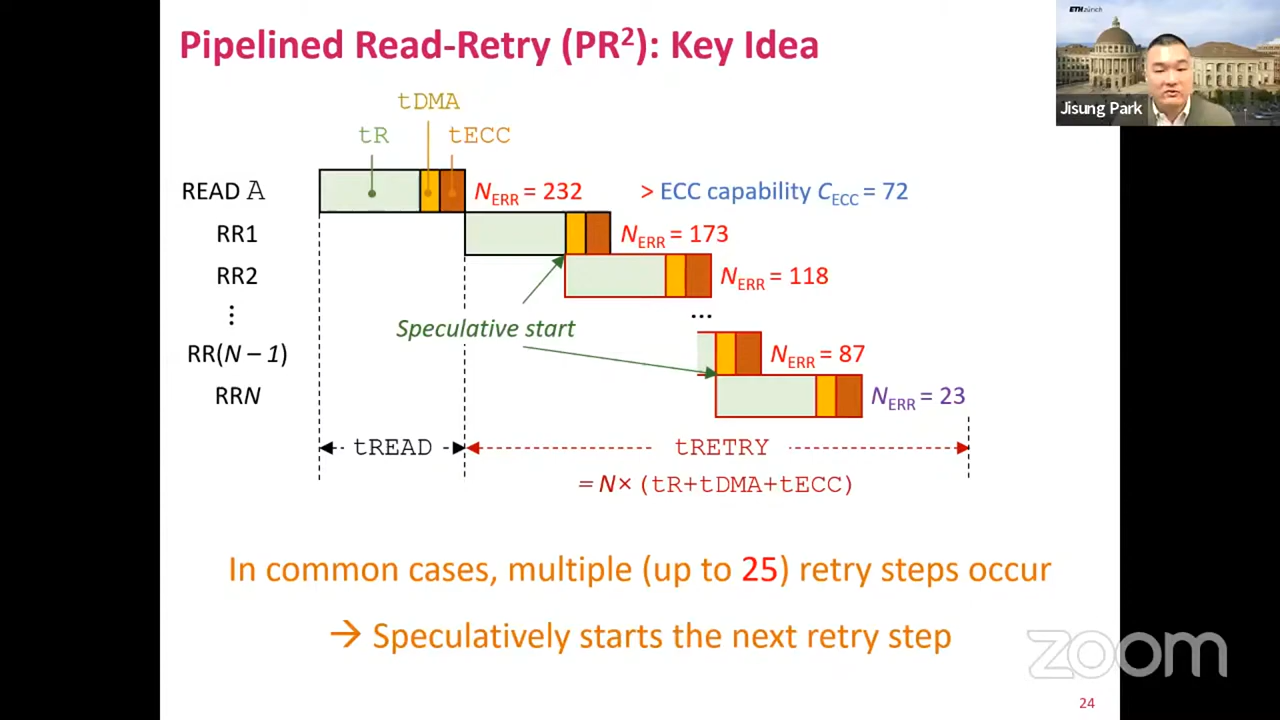 Pipelined Read-Retry (PR²): Key Idea
ETH zürich
Jisung Park
tDMA
tR
tECC
READ A
N_ERR = 232 > ECC capability C_ECC = 72
RR1
N_ERR = 173
RR2
N_ERR = 118
⋮
...
Speculative start
RR(N – 1)
N_ERR = 87
RRN
N_ERR = 23
tREAD
tRETRY
= N× (tR+tDMA+tECC)
In common cases, multiple (up to 25) retry steps occur
→ Speculatively starts the next retry step
zoom
24